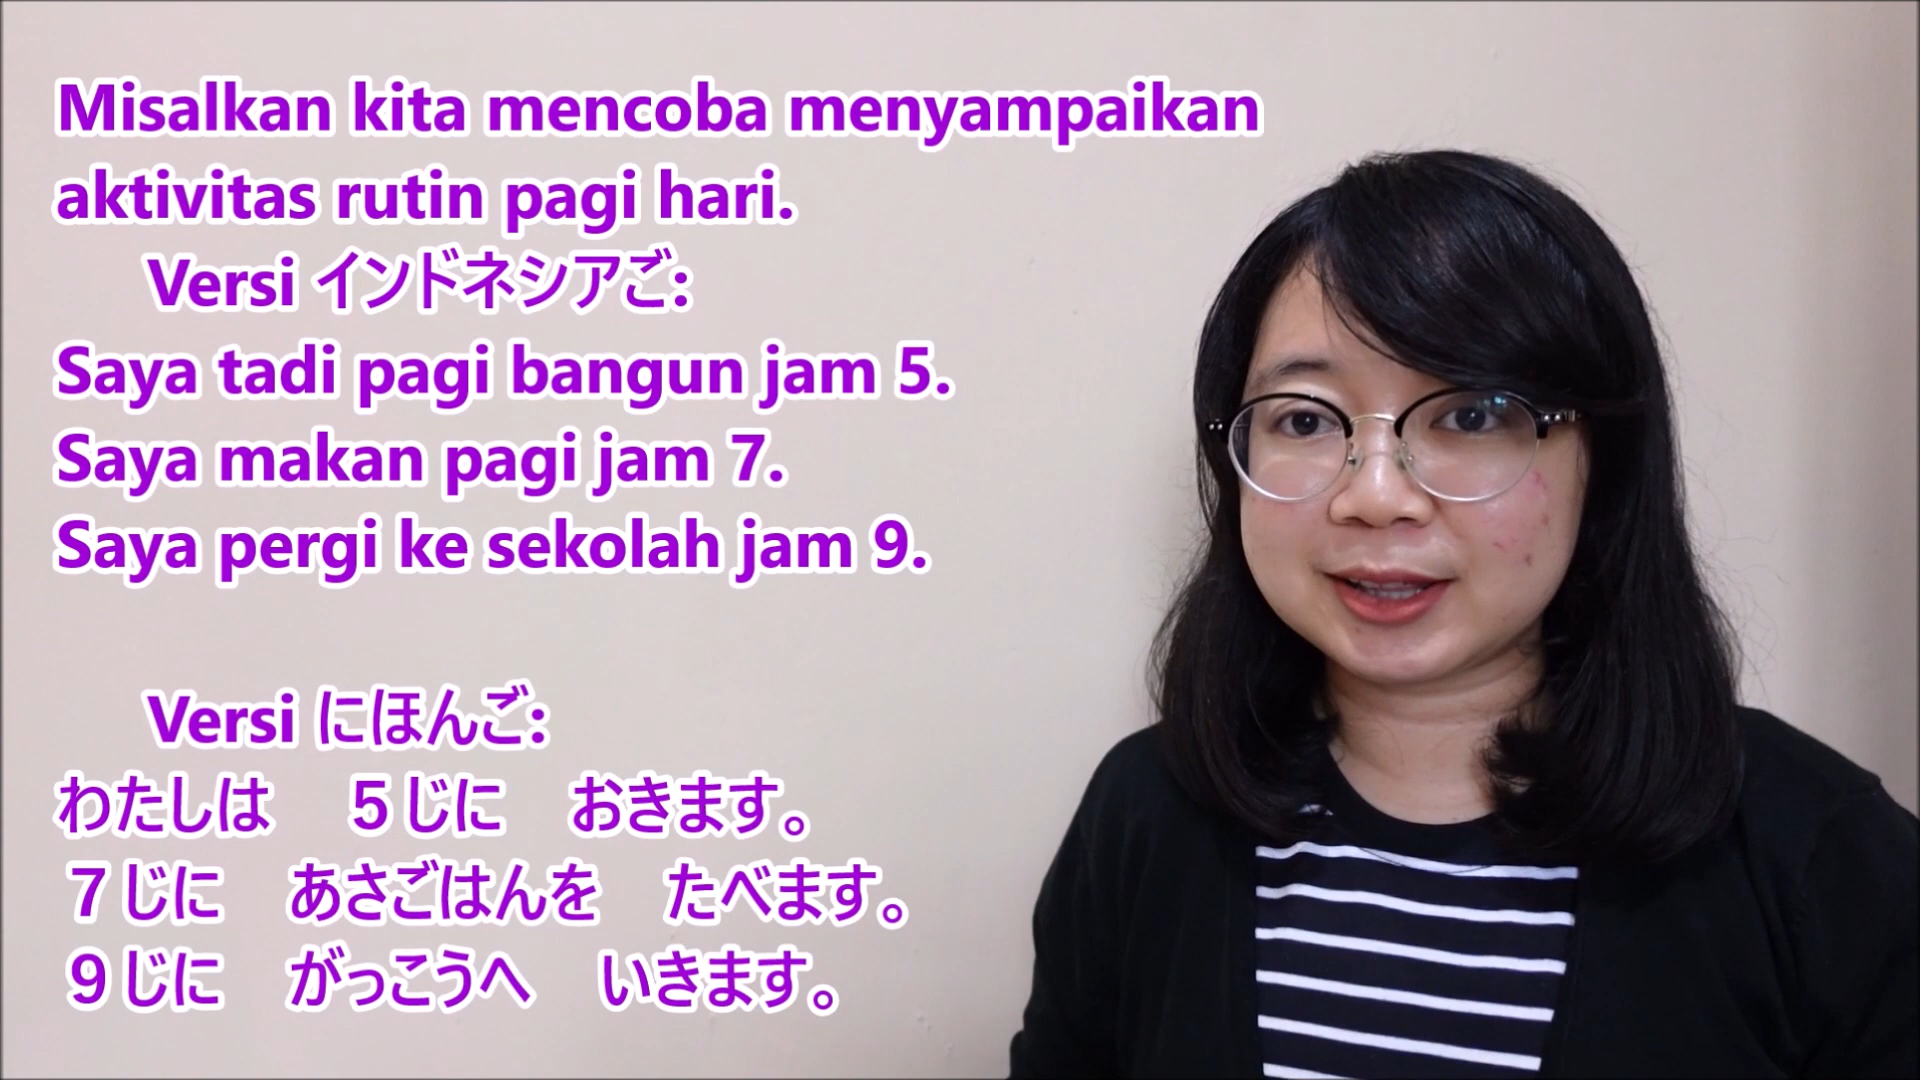 Misalkan kita mencoba menyampaikan
aktivitas rutin pagi hari.
Versi インドネシアご:
Saya tadi pagi bangun jam 5.
Saya makan pagi jam 7.
Saya pergi ke sekolah jam 9.
Versi にほんご:
わたしは　５じに　おきます。
７じに　あさごはんを　たべます。
９じに　がっこうへ　いきます。